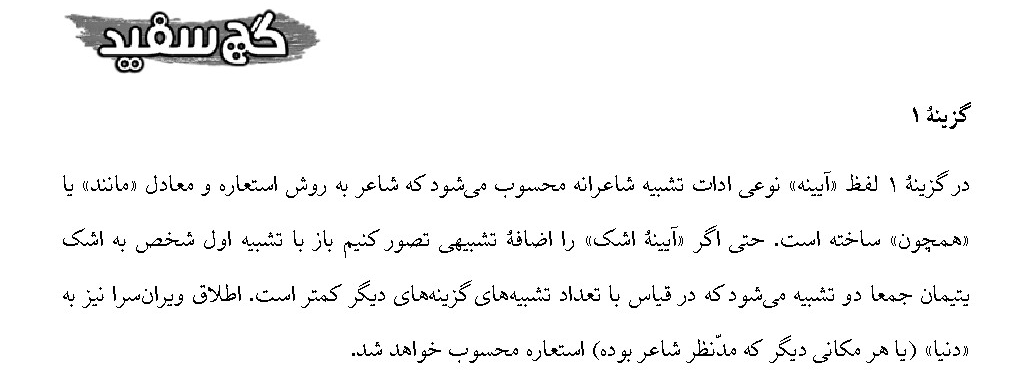 گچ سفید
گزینهٔ ۱
در گزینهٔ ۱ لفظ «آیینه» نوعی ادات تشبیه شاعرانه محسوب می‌شود که شاعر به روش استعاره و معادل «مانند» یا
«همچون» ساخته است. حتی اگر «آیینهٔ اشک» را اضافهٔ تشبیهی تصور کنیم باز با تشبیه اول شخص به اشک
یتیمان جمعا دو تشبیه می‌شود که در قیاس با تعداد تشبیه‌های گزینه‌های دیگر کمتر است. اطلاق ویران‌سرا نیز به
«دنیا» (یا هر مکانی دیگر که مدّنظر شاعر بوده) استعاره محسوب خواهد شد.